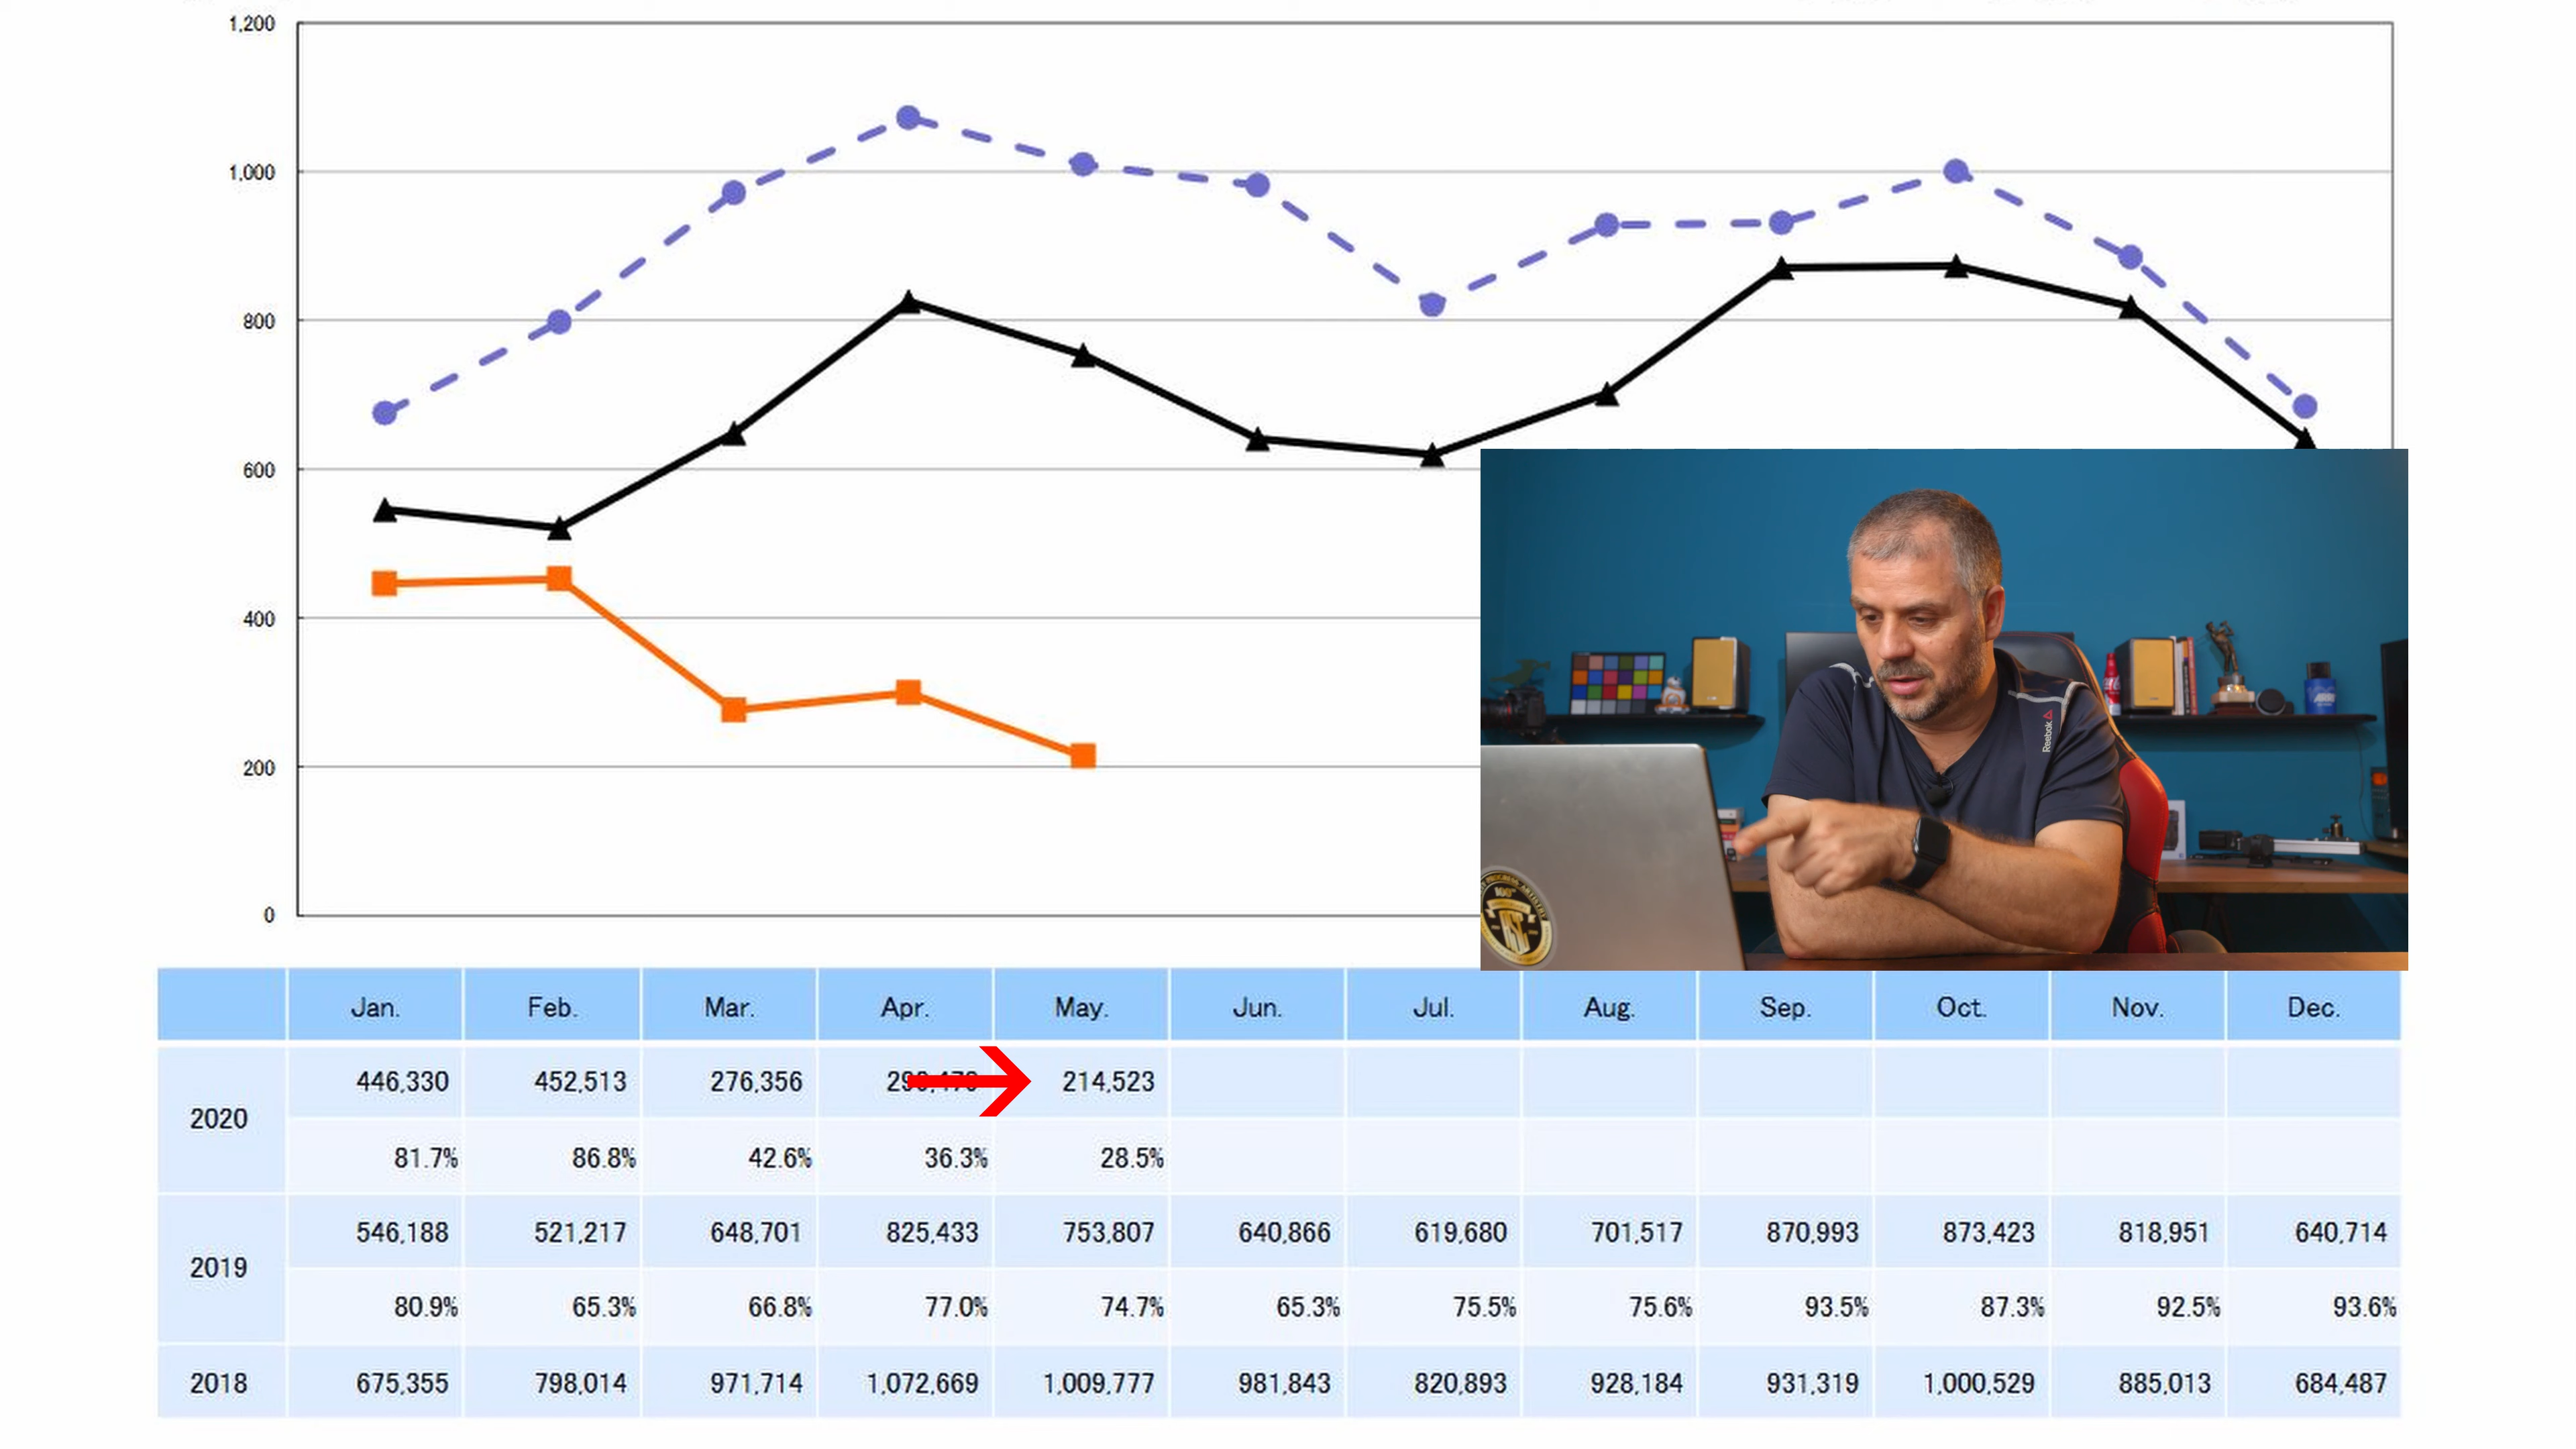 1,200
1,000
800
600
400
200
0
Reebok
Jan. Feb. Mar. Apr. May. Jun. Jul. Aug. Sep. Oct. Nov. Dec.
2020
446,330 452,513 276,356 214,523
81.7% 86.8% 42.6% 36.3% 28.5%
2019
546,188 521,217 648,701 825,433 753,807 640,866 619,680 701,517 870,993 873,423 818,951 640,714
80.9% 65.3% 66.8% 77.0% 74.7% 65.3% 75.5% 75.6% 93.5% 87.3% 92.5% 93.6%
2018 675,355 798,014 971,714 1,072,669 1,009,777 981,843 820,893 928,184 931,319 1,000,529 885,013 684,487